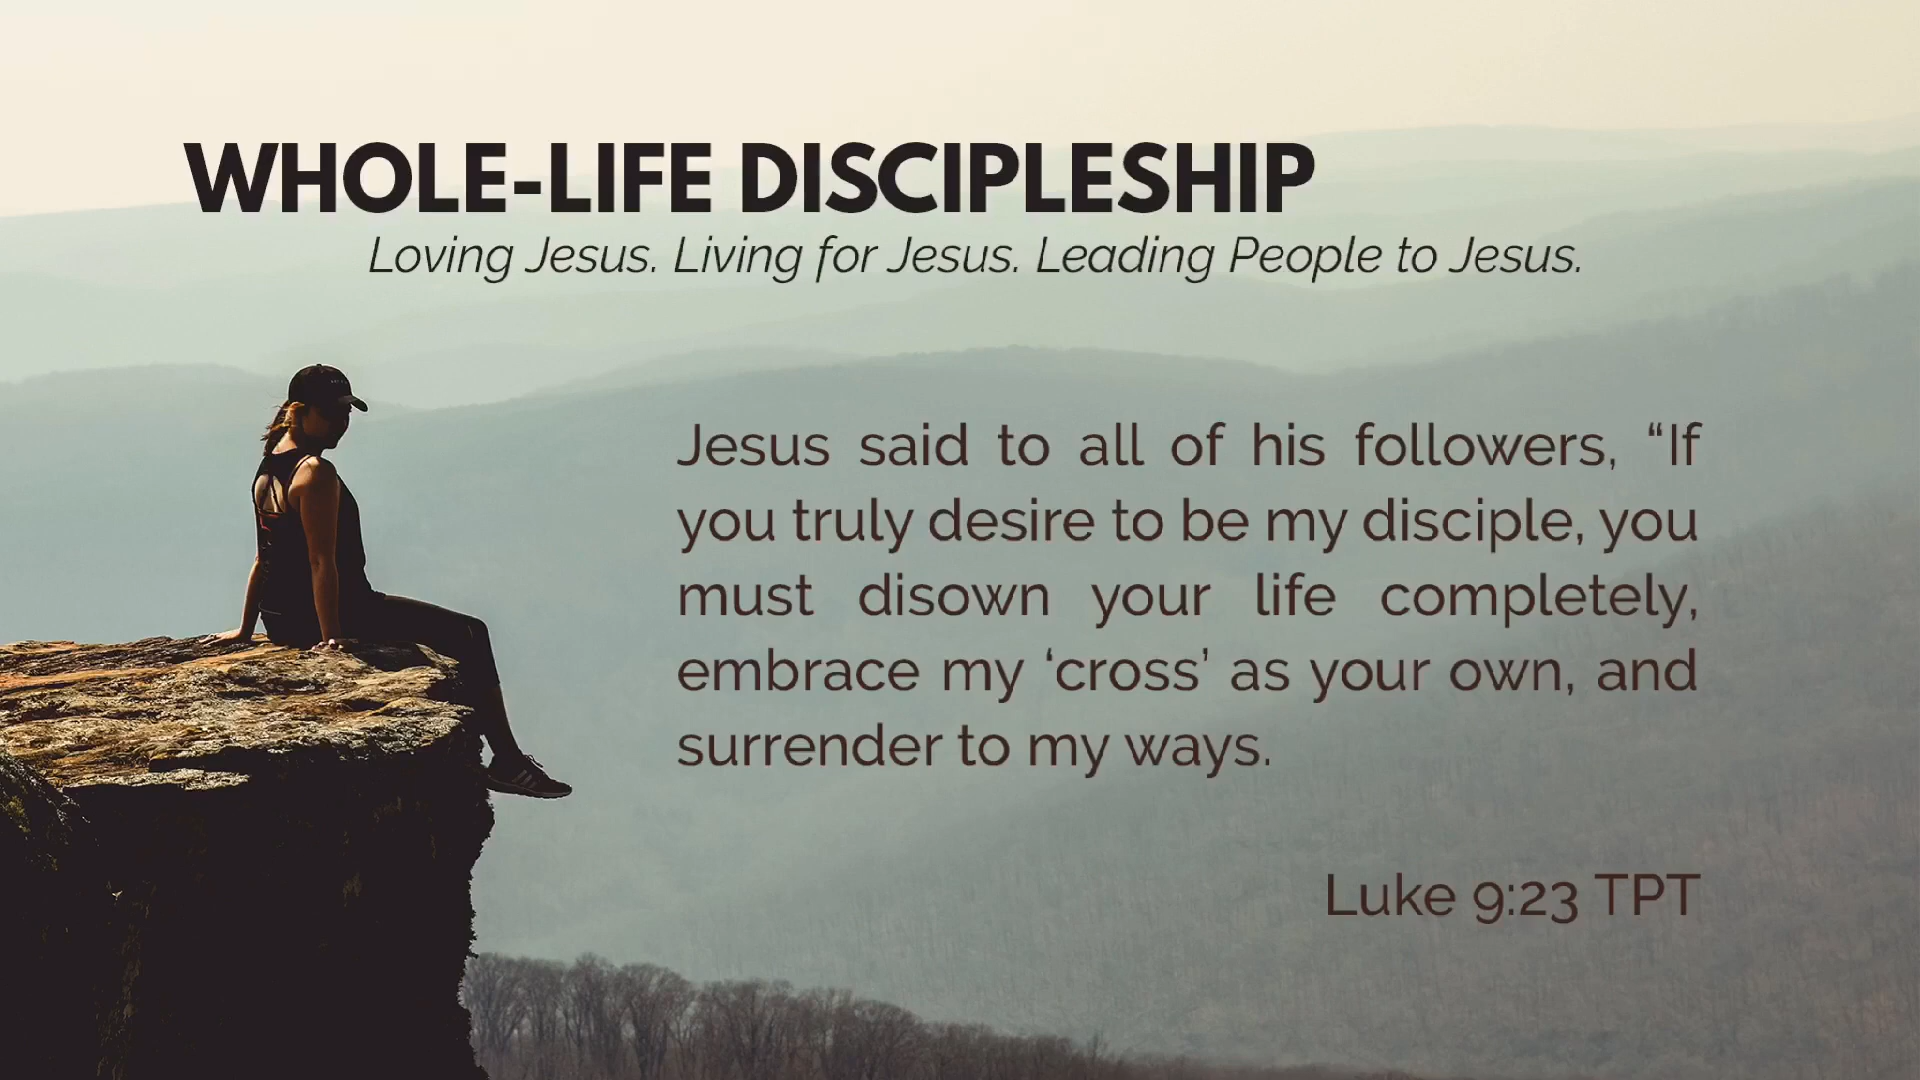 WHOLE-LIFE DISCIPLESHIP
Loving Jesus. Living for Jesus. Leading People to Jesus.
Jesus said to all of his followers, “If
you truly desire to be my disciple, you
must disown your life completely,
embrace my ‘cross’ as your own, and
surrender to my ways.
Luke 9:23 TPT